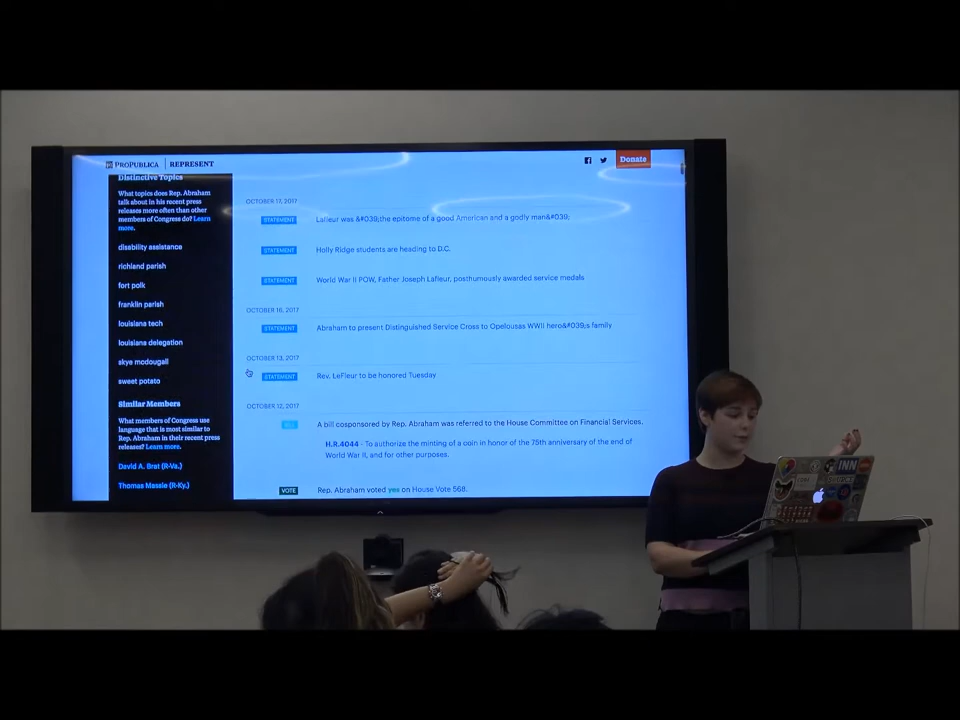 PROPUBLICA | REPRESENT
Donate
Distinctive Topics
What topics does Rep. Abraham
talk about in his recent press
releases more often than other
members of Congress do? Learn
more.
disability assistance
richland parish
fort polk
franklin parish
louisiana tech
louisiana delegation
skye mcdougall
sweet potato
Similar Members
What members of Congress use
language that is most similar to
Rep. Abraham in their recent press
releases? Learn more.
David A. Brat (R-Va.)
Thomas Massie (R-Ky.)
OCTOBER 17, 2017
STATEMENT Lafleur was &#039;the epitome of a good American and a godly man&#039;
STATEMENT Holly Ridge students are heading to D.C.
STATEMENT World War II POW, Father Joseph Lafleur, posthumously awarded service medals
OCTOBER 16, 2017
STATEMENT Abraham to present Distinguished Service Cross to Opelousas WWII hero&#039;s family
OCTOBER 13, 2017
STATEMENT Rev. LeFleur to be honored Tuesday
OCTOBER 12, 2017
BILL A bill cosponsored by Rep. Abraham was referred to the House Committee on Financial Services.
H.R.4044 - To authorize the minting of a coin in honor of the 75th anniversary of the end of
World War II, and for other purposes.
VOTE Rep. Abraham voted yes on House Vote 568.
INN